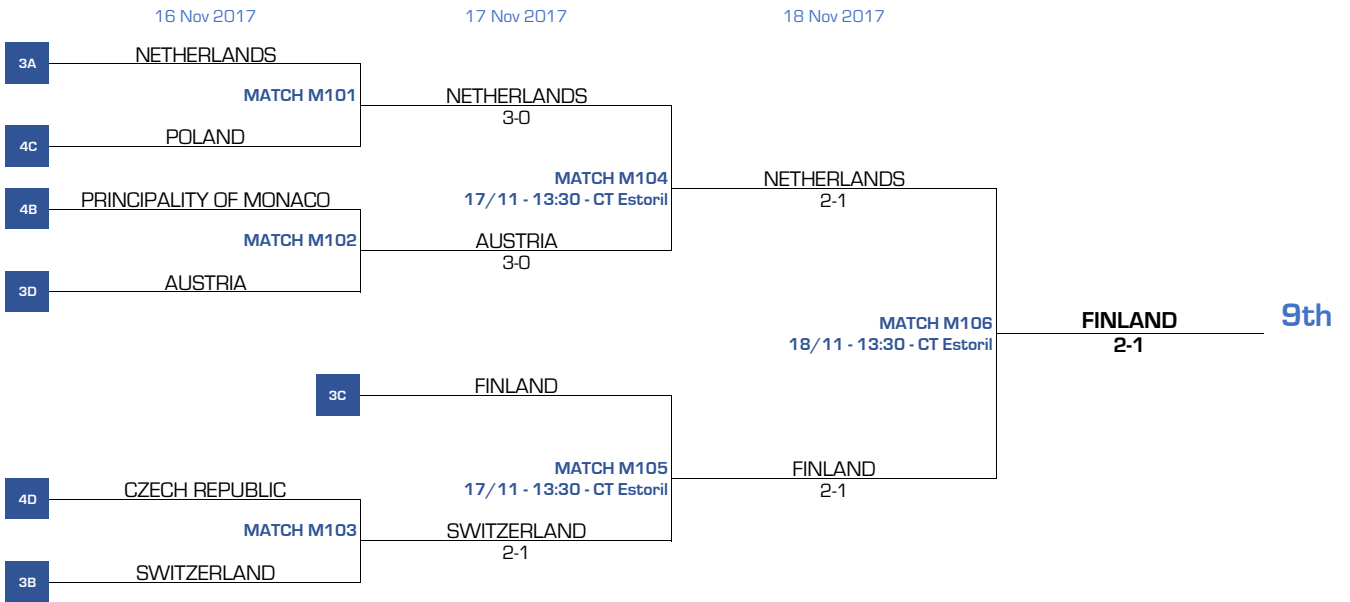 16 Nov 2017
17 Nov 2017
18 Nov 2017
3A
NETHERLANDS
MATCH M101
NETHERLANDS
3-0
4C
POLAND
MATCH M104
17/11 - 13:30 - CT Estoril
NETHERLANDS
2-1
4B
PRINCIPALITY OF MONACO
MATCH M102
AUSTRIA
3-0
3D
AUSTRIA
MATCH M106
18/11 - 13:30 - CT Estoril
FINLAND
2-1
9th
3C
FINLAND
MATCH M105
17/11 - 13:30 - CT Estoril
FINLAND
2-1
4D
CZECH REPUBLIC
MATCH M103
SWITZERLAND
2-1
3B
SWITZERLAND